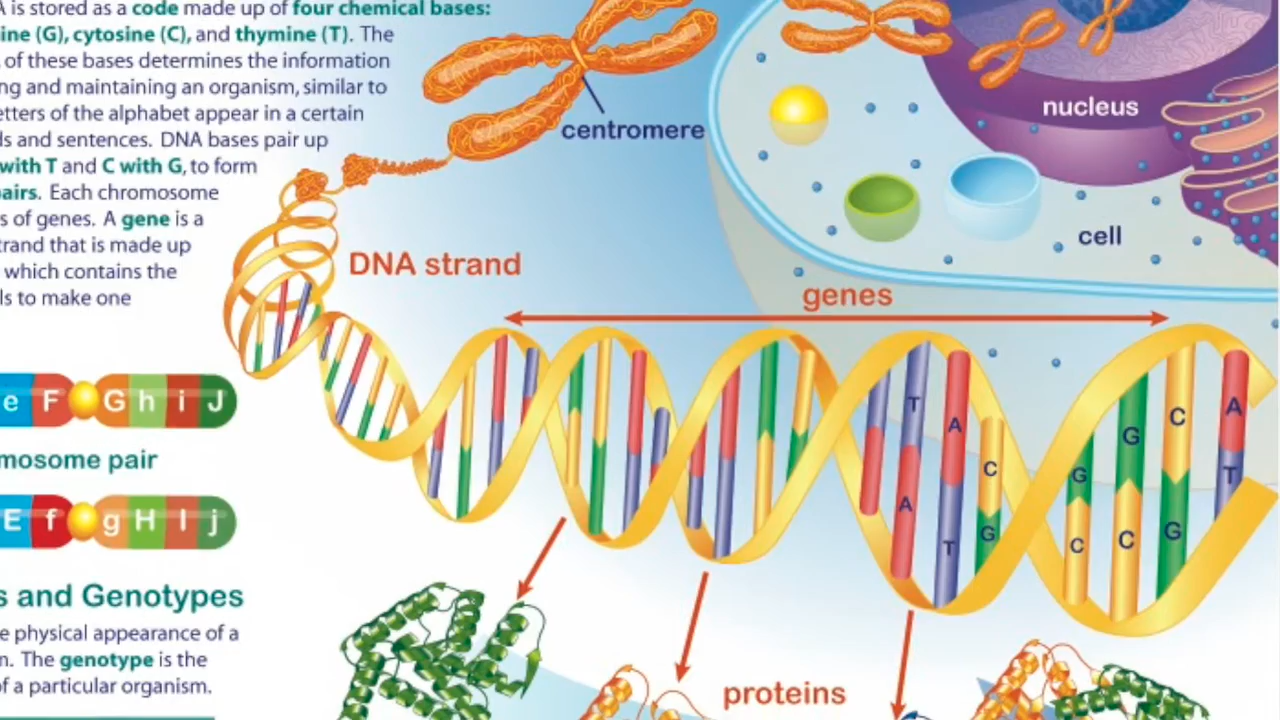 A is stored as a code made up of four chemical bases:
ine (G), cytosine (C), and thymine (T). The
of these bases determines the information
ng and maintaining an organism, similar to
etters of the alphabet appear in a certain
ds and sentences. DNA bases pair up
with T and C with G, to form
airs. Each chromosome
s of genes. A gene is a
trand that is made up
which contains the
ls to make one
centromere
nucleus
cell
DNA strand
genes
T A
A C
T G
G G C A
C C G T
e F G h i J
mosome pair
E f g H I j
s and Genotypes
e physical appearance of a
n. The genotype is the
of a particular organism.
proteins